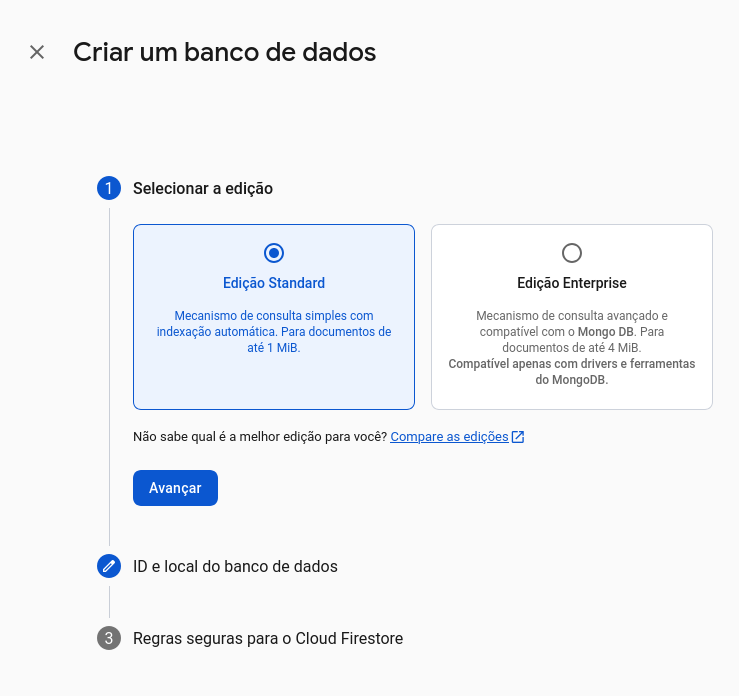 Criar um banco de dados
1 Selecionar a edição
Edição Standard
Mecanismo de consulta simples com
indexação automática. Para documentos de
até 1 MiB.
Edição Enterprise
Mecanismo de consulta avançado e
compatível com o Mongo DB. Para
documentos de até 4 MiB.
Compatível apenas com drivers e ferramentas
do MongoDB.
Não sabe qual é a melhor edição para você? Compare as edições
Avançar
ID e local do banco de dados
3 Regras seguras para o Cloud Firestore